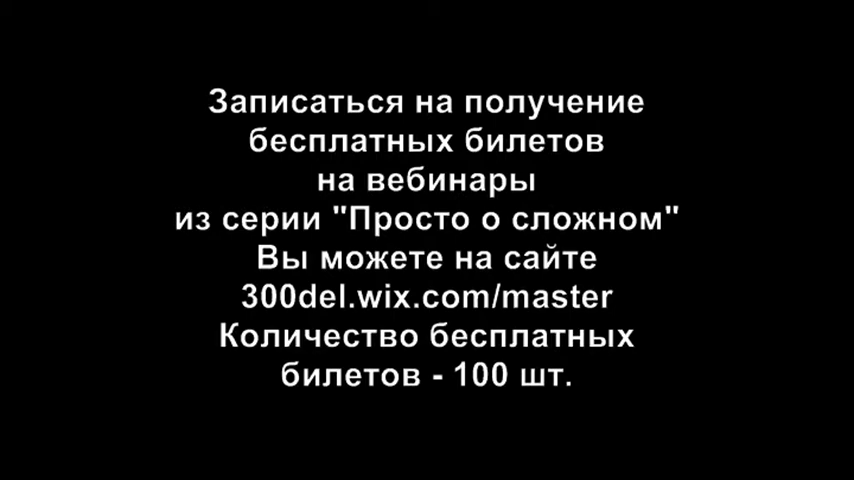 Записаться на получение
бесплатных билетов
на вебинары
из серии "Просто о сложном"
Вы можете на сайте
300del.wix.com/master
Количество бесплатных
билетов - 100 шт.